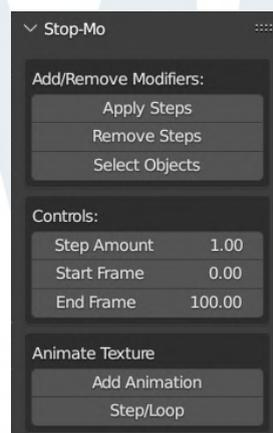 Stop-Mo
Add/Remove Modifiers:
Apply Steps
Remove Steps
Select Objects
Controls:
Step Amount 1.00
Start Frame 0.00
End Frame 100.00
Animate Texture
Add Animation
Step/Loop